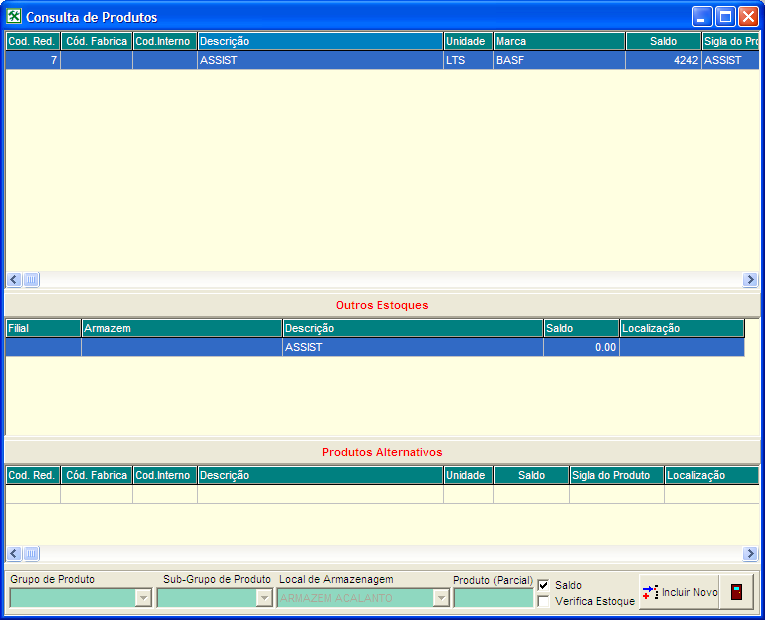 Consulta de Produtos
Cod. Red. Cód. Fabrica Cod.Interno Descrição Unidade Marca Saldo Sigla do Pro
7 ASSIST LTS BASF 4242 ASSIST
Outros Estoques
Filial Armazem Descrição Saldo Localização
ASSIST 0.00
Produtos Alternativos
Cod. Red. Cód. Fabrica Cod.Interno Descrição Unidade Saldo Sigla do Produto Localização
Grupo de Produto Sub-Grupo de Produto Local de Armazenagem Produto (Parcial) Saldo
ARMAZEM ACALANTO Verifica Estoque Incluir Novo